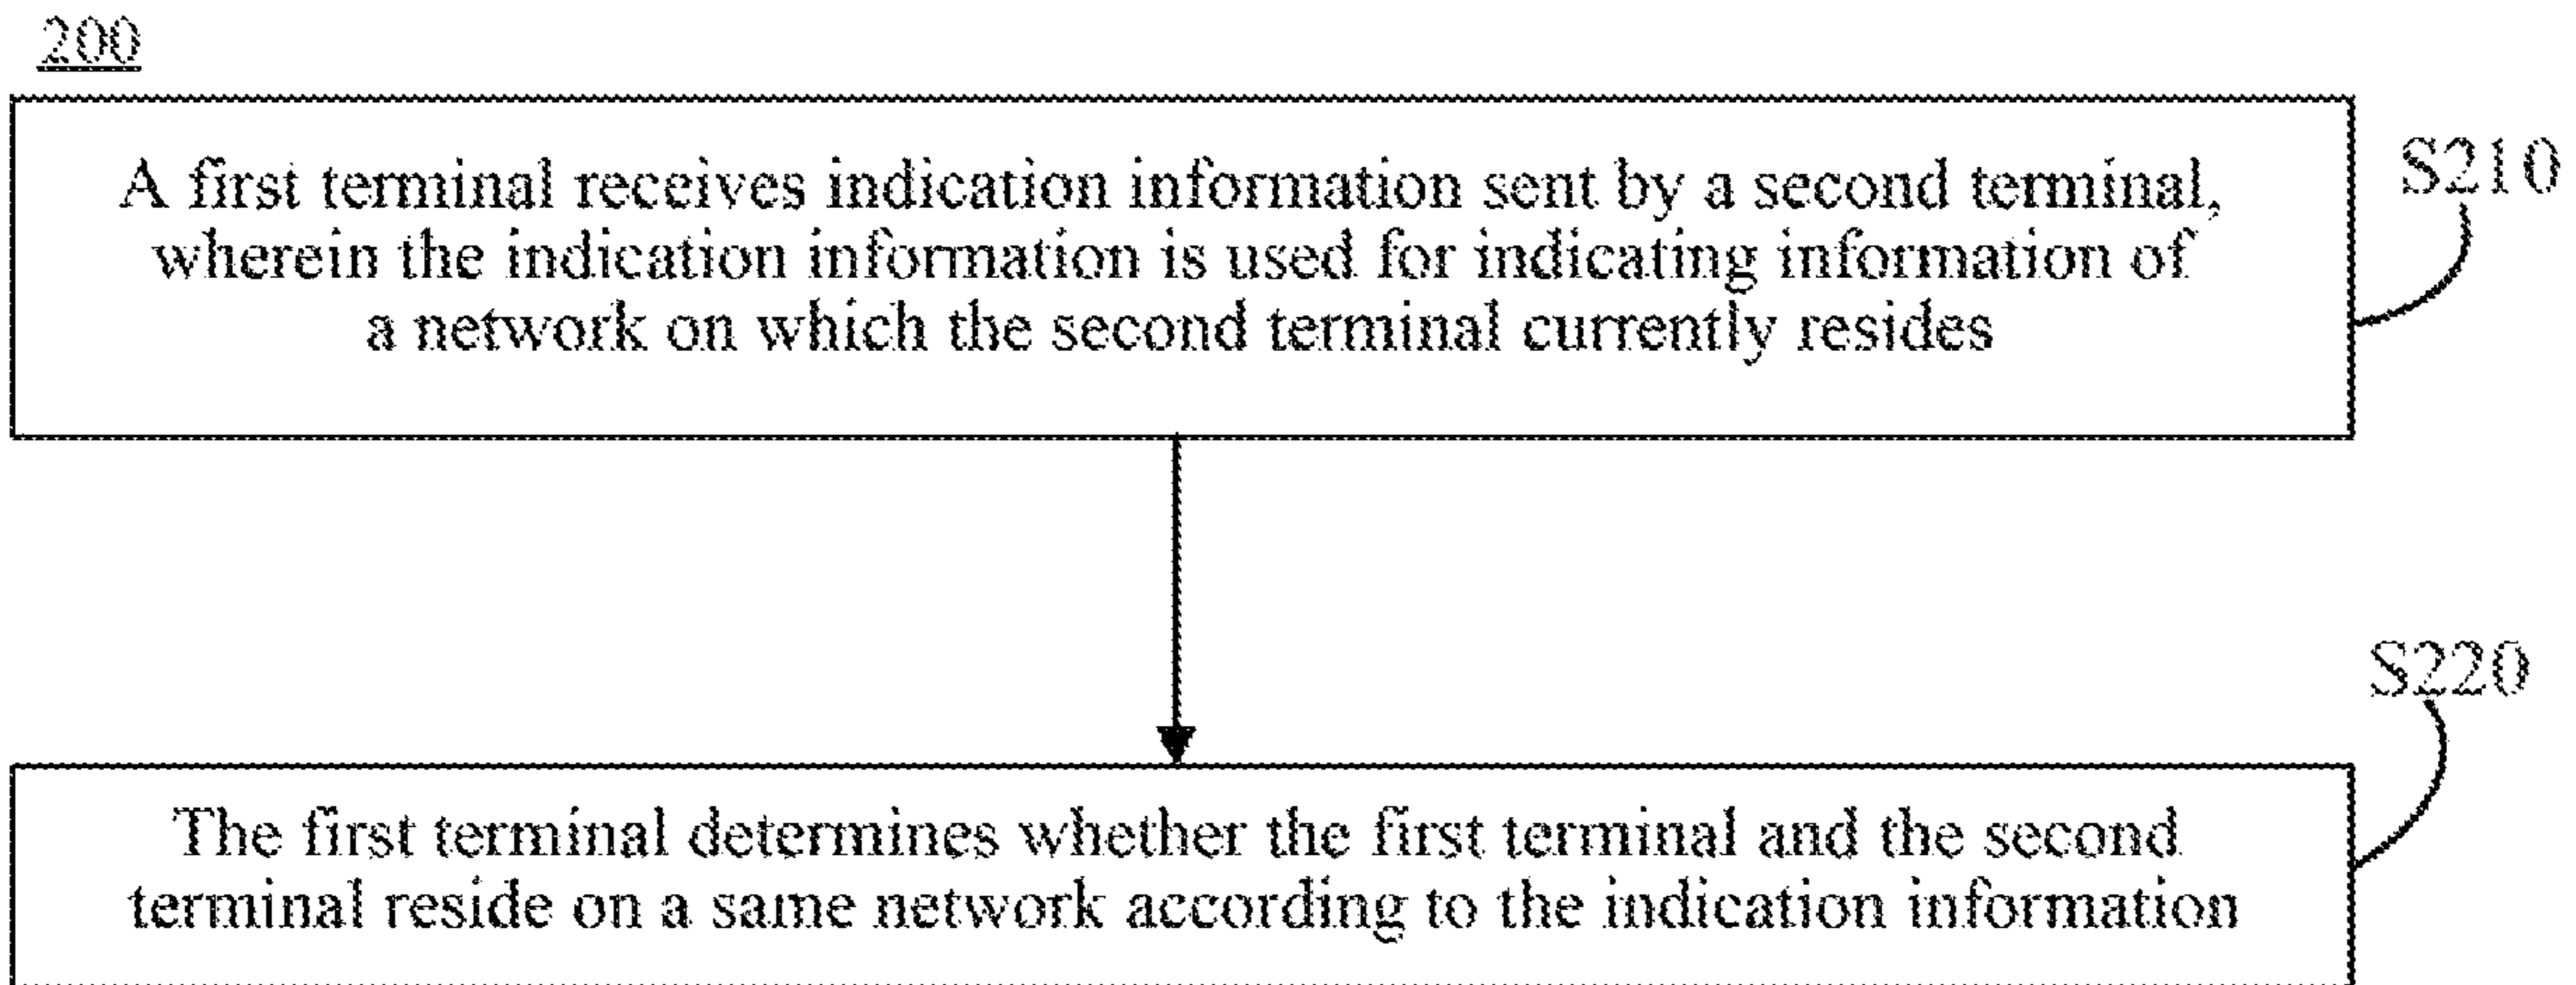 200
A first terminal receives indication information sent by a second terminal,
wherein the indication information is used for indicating information of
a network on which the second terminal currently resides
S210
S220
The first terminal determines whether the first terminal and the second
terminal reside on a same network according to the indication information